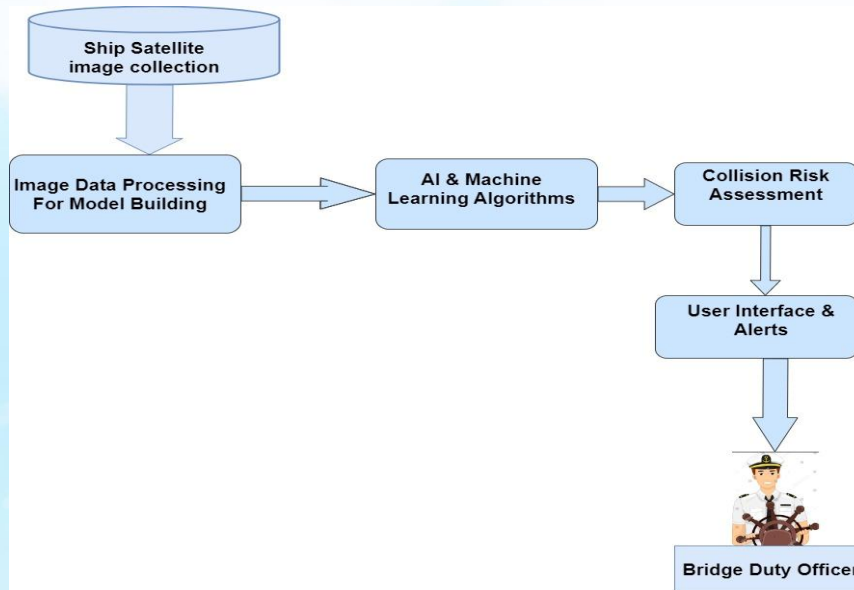 Ship Satellite
image collection
Image Data Processing
For Model Building
AI & Machine
Learning Algorithms
Collision Risk
Assessment
User Interface &
Alerts
Bridge Duty Officer